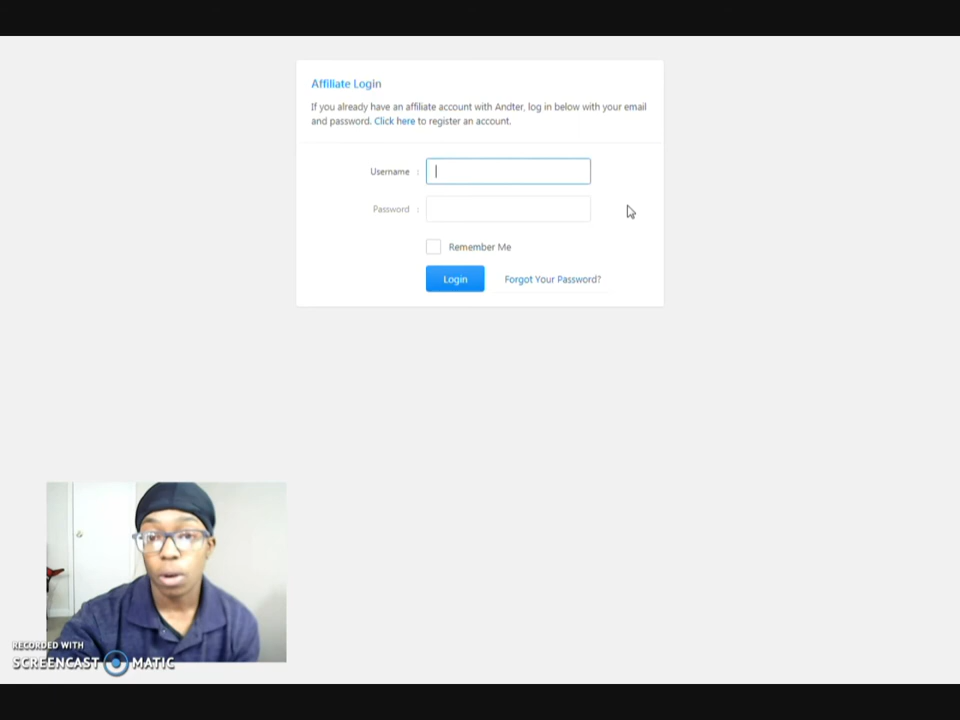 Affiliate Login
If you already have an affiliate account with Andter, log in below with your email
and password. Click here to register an account.
Username :
Password :
Remember Me
Login Forgot Your Password?
RECORDED WITH
SCREENCAST MATIC